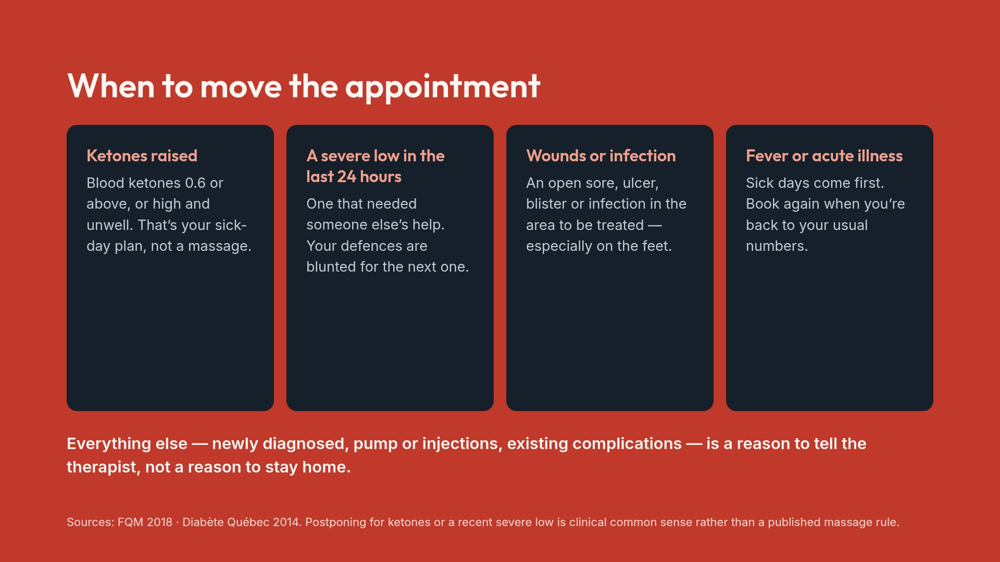 When to move the appointment
Ketones raised
Blood ketones 0.6 or
above, or high and
unwell. That’s your sick-
day plan, not a massage.
A severe low in the
last 24 hours
One that needed
someone else’s help.
Your defences are
blunted for the next one.
Wounds or infection
An open sore, ulcer,
blister or infection in the
area to be treated —
especially on the feet.
Fever or acute illness
Sick days come first.
Book again when you’re
back to your usual
numbers.
Everything else — newly diagnosed, pump or injections, existing complications — is a reason to tell the
therapist, not a reason to stay home.
Sources: FQM 2018 · Diabète Québec 2014. Postponing for ketones or a recent severe low is clinical common sense rather than a published massage rule.